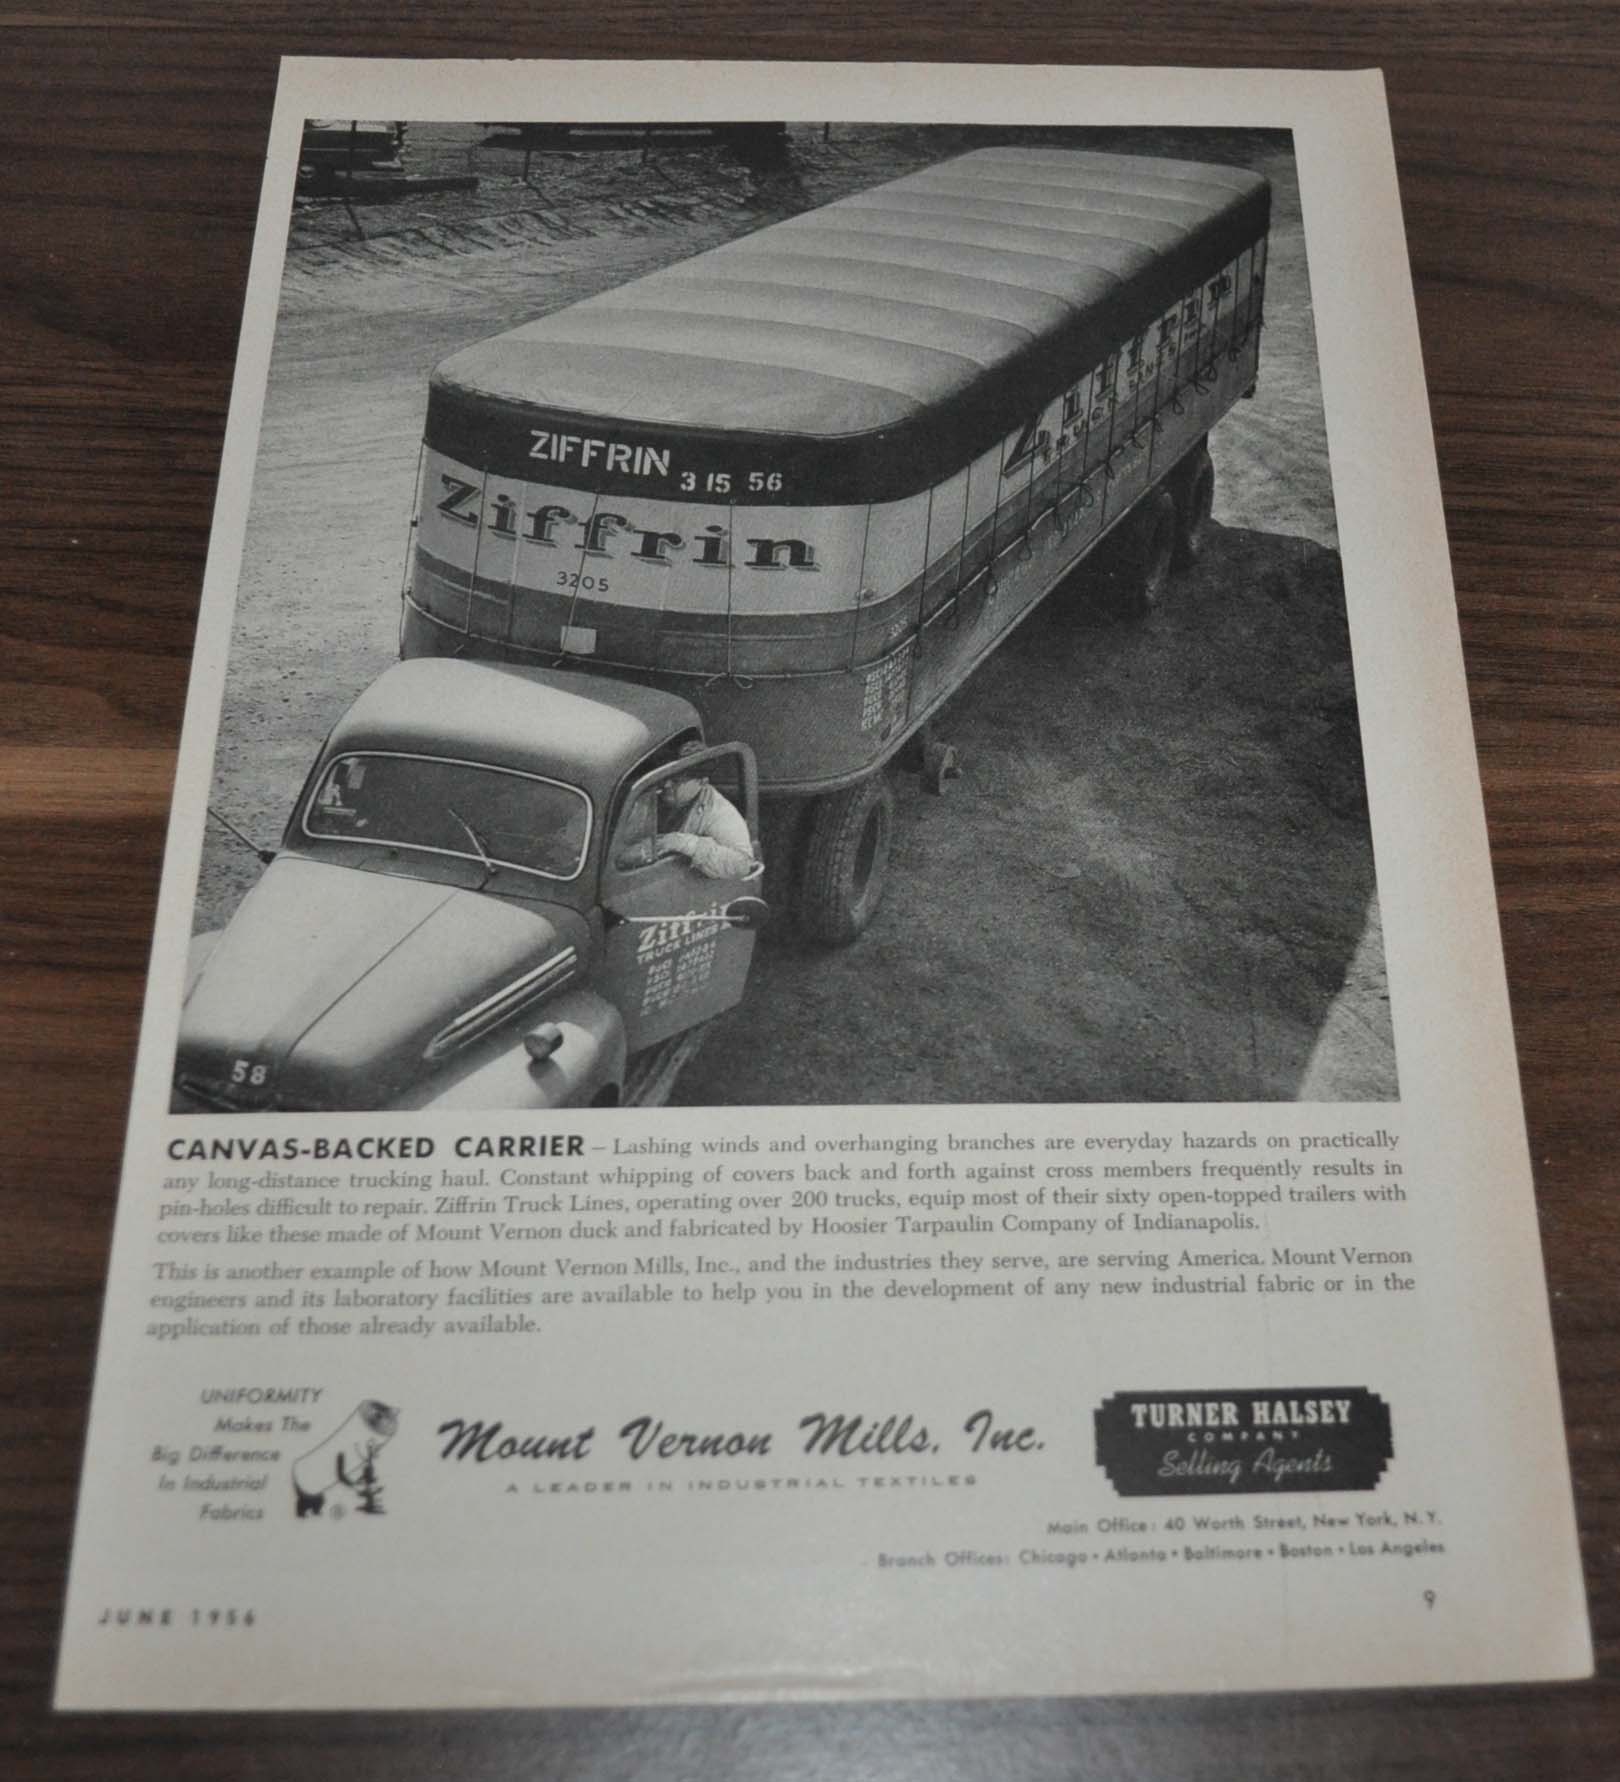 ZIFFRIN 3 15 56
Ziffrin
3205
Ziffrin
Ziffrin
TRUCK LINES
58
CANVAS-BACKED CARRIER – Lashing winds and overhanging branches are everyday hazards on practically
any long-distance trucking haul. Constant whipping of covers back and forth against cross members frequently results in
pin-holes difficult to repair. Ziffrin Truck Lines, operating over 200 trucks, equip most of their sixty open-topped trailers with
covers like these made of Mount Vernon duck and fabricated by Hoosier Tarpaulin Company of Indianapolis.
This is another example of how Mount Vernon Mills, Inc., and the industries they serve, are serving America. Mount Vernon
engineers and its laboratory facilities are available to help you in the development of any new industrial fabric or in the
application of those already available.
UNIFORMITY
Makes The
Big Difference
In Industrial
Fabrics
®
Mount Vernon Mills, Inc.
A LEADER IN INDUSTRIAL TEXTILES
TURNER HALSEY
COMPANY
Selling Agents
Main Office: 40 Worth Street, New York, N. Y.
Branch Offices: Chicago • Atlanta • Baltimore • Boston • Los Angeles
JUNE 1956
9